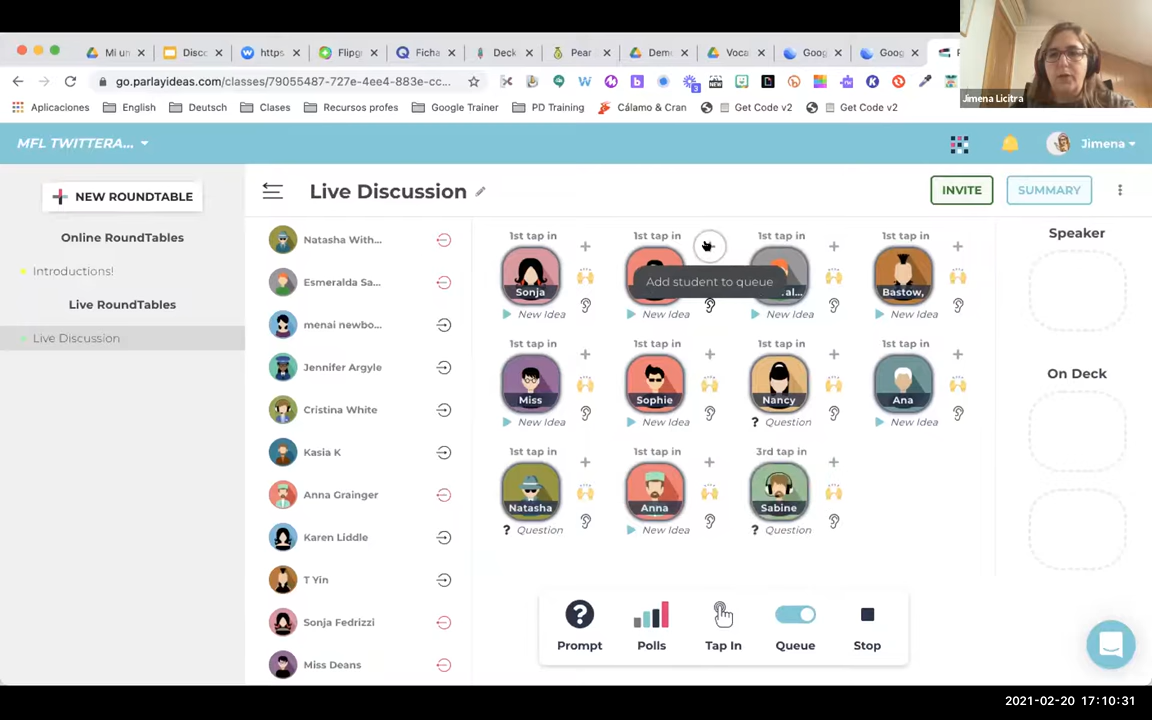 Mi un
Disco
https
Flipgr
Ficha
Deck
Pear
Demo
Voca
Goog
Goog
Jimena Licitra
go.parlayideas.com/classes/79055487-727e-4ee4-883e-cc...
Aplicaciones
English
Deutsch
Clases
Recursos profes
Google Trainer
PD Training
Cálamo & Cran
Get Code v2
Get Code v2
MFL TWITTERA...
Jimena
NEW ROUNDTABLE
Online RoundTables
Introductions!
Live RoundTables
Live Discussion
Live Discussion
INVITE
SUMMARY
Natasha With...
Esmeralda Sa...
menai newbo...
Jennifer Argyle
Cristina White
Kasia K
Anna Grainger
Karen Liddle
T Yin
Sonja Fedrizzi
Miss Deans
1st tap in
1st tap in
1st tap in
1st tap in
Sonja
Bastow,
Add student to queue
New Idea
New Idea
New Idea
New Idea
1st tap in
1st tap in
1st tap in
1st tap in
Miss
Sophie
Nancy
Ana
New Idea
New Idea
? Question
New Idea
1st tap in
1st tap in
3rd tap in
Natasha
Anna
Sabine
? Question
New Idea
? Question
Speaker
On Deck
Prompt
Polls
Tap In
Queue
Stop
2021-02-20 17:10:31